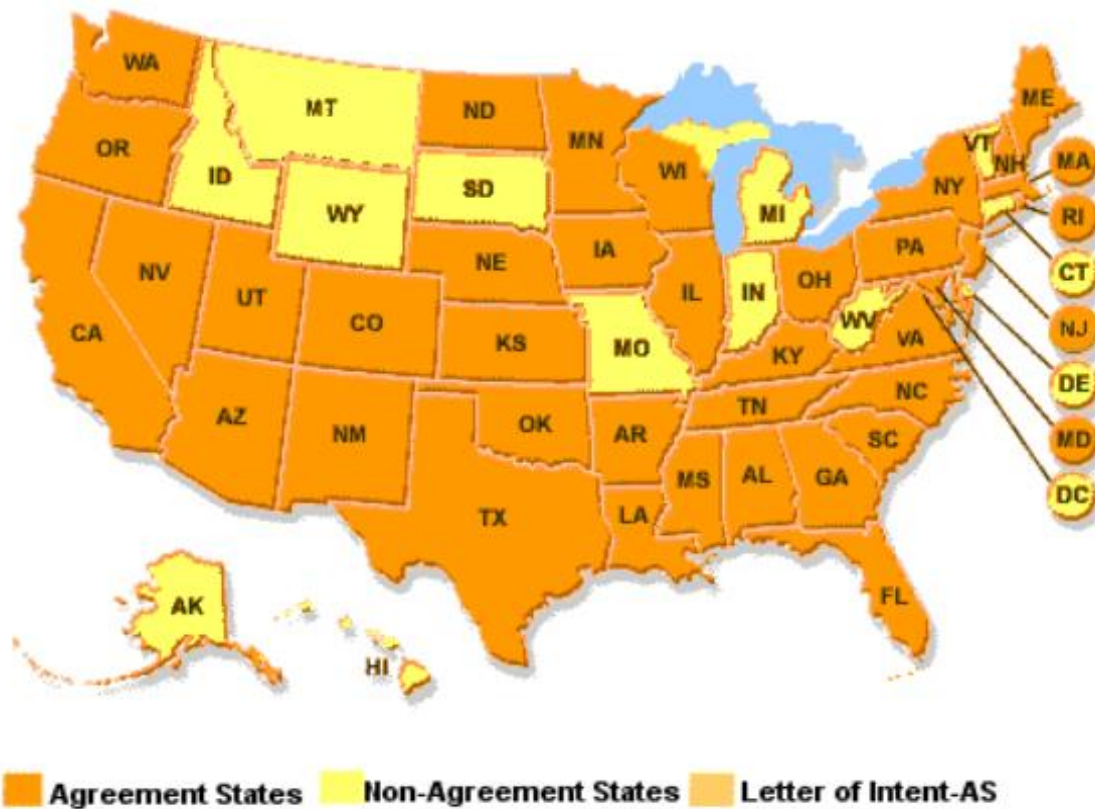 WA
MT
ND
MN
ME
OR
ID
WY
SD
WI
MI
NY
VT
NH
MA
RI
CT
NJ
DE
MD
DC
NV
UT
CO
NE
IA
IL
IN
OH
PA
WV
VA
KY
CA
AZ
NM
KS
MO
OK
AR
TN
NC
SC
TX
LA
MS
AL
GA
FL
AK
HI
Agreement States Non-Agreement States Letter of Intent-AS